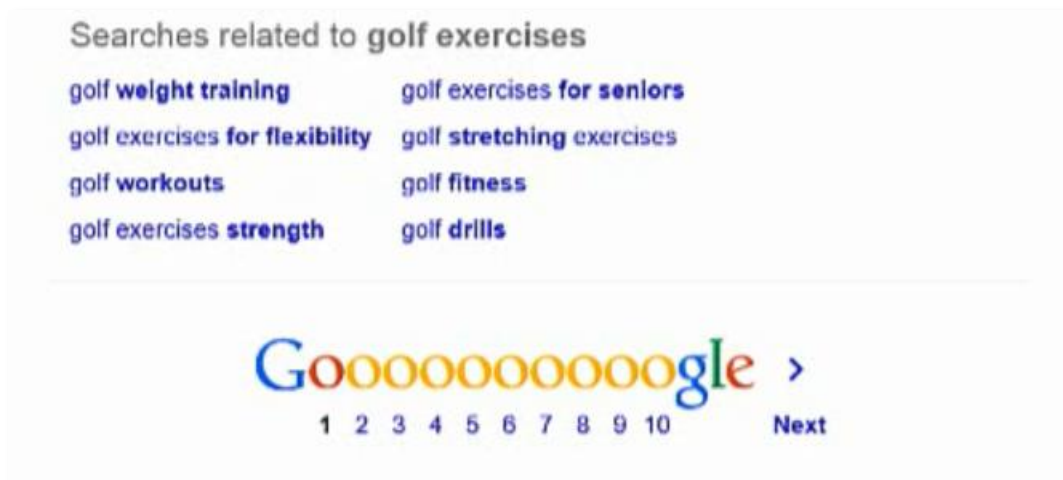 Searches related to golf exercises
golf weight training golf exercises for seniors
golf exercises for flexibility golf stretching exercises
golf workouts golf fitness
golf exercises strength golf drills
Goooooooooogle >
1 2 3 4 5 6 7 8 9 10 Next